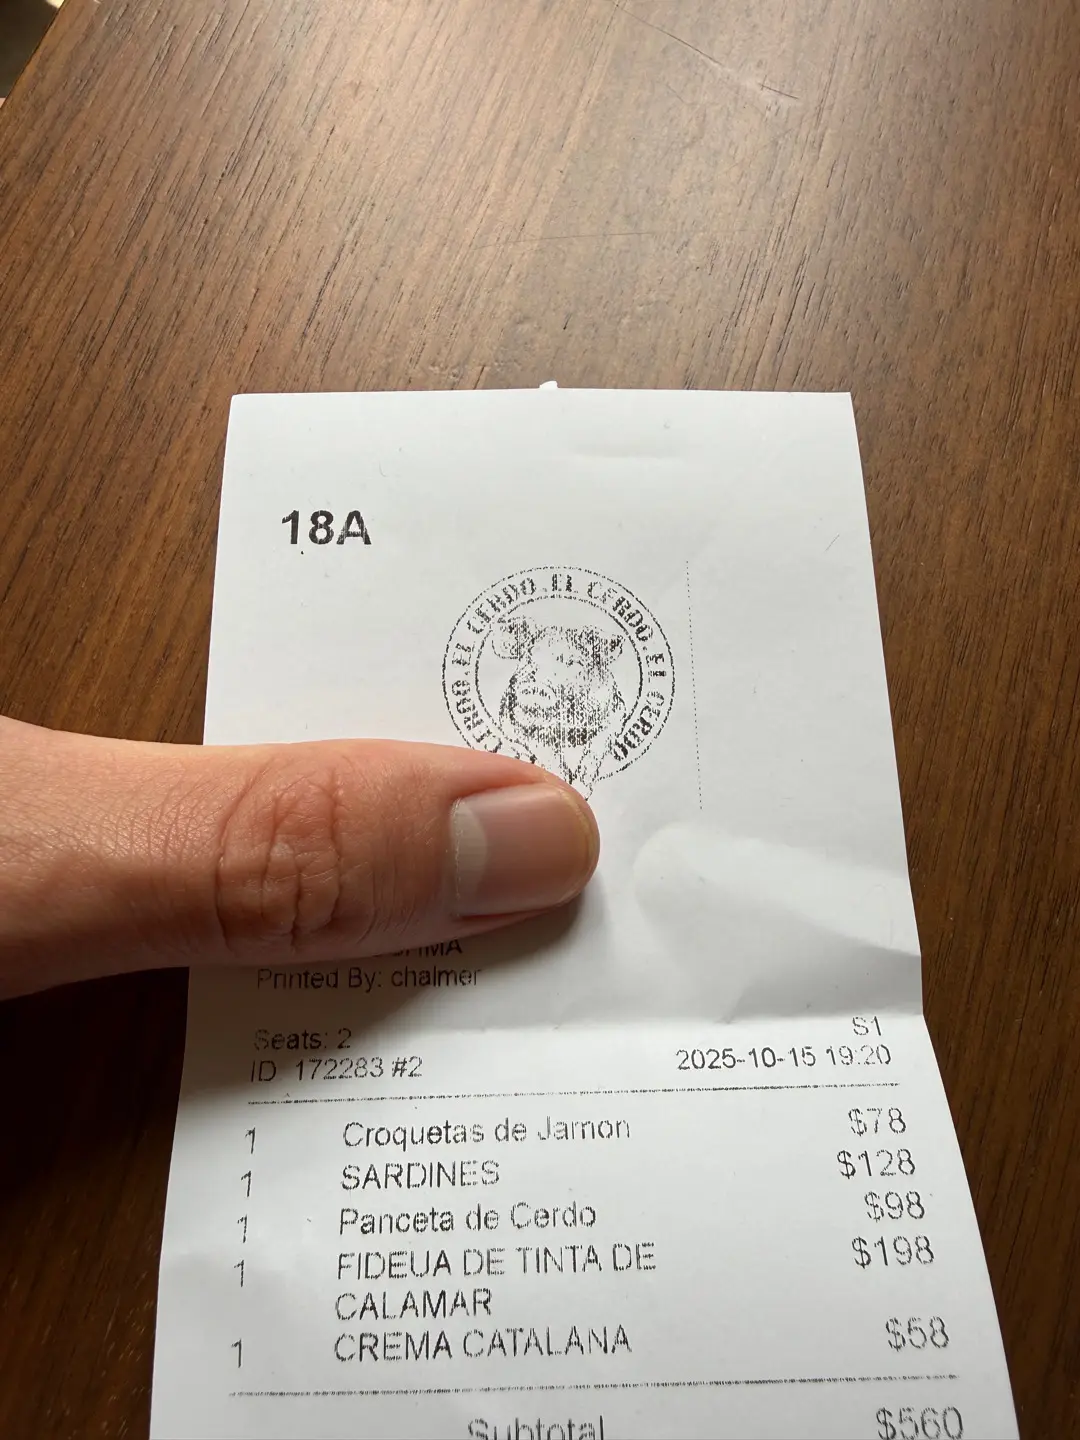 18A
EL CERDO . EL CERDO . EL CERDO .
Printed By: chalmer
Seats: 2
S1
ID: 172283 #2
2025-10-15 19:20
1 Croquetas de Jamon $78
1 SARDINES $128
1 Panceta de Cerdo $98
1 FIDEUA DE TINTA DE $198
CALAMAR
1 CREMA CATALANA $58
Subtotal $560